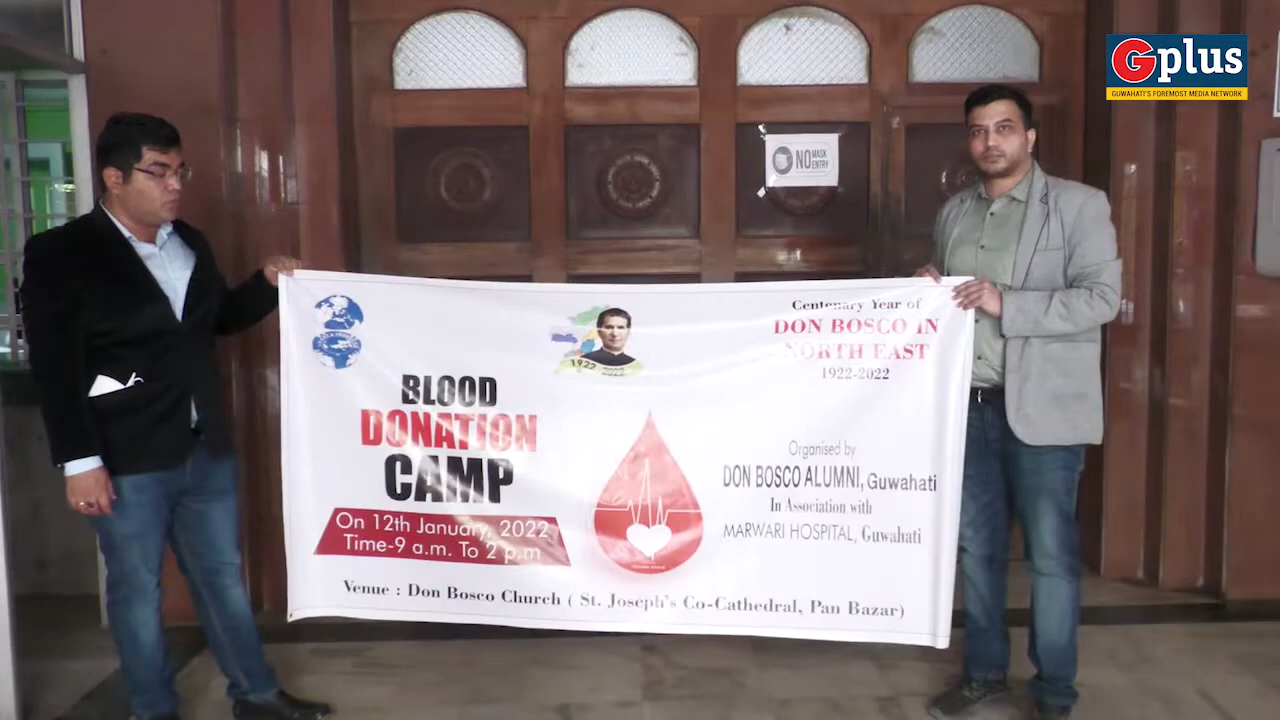 Gplus
GUWAHATI'S FOREMOST MEDIA NETWORK
NO MASK
ENTRY
1922-2022
Centenary Year of
DON BOSCO IN
NORTH EAST
1922-2022
BLOOD
DONATION
CAMP
On 12th January, 2022
Time-9 a.m. To 2 p.m.
Organised by
DON BOSCO ALUMNI, Guwahati
In Association with
MARWARI HOSPITAL, Guwahati
Venue : Don Bosco Church ( St. Joseph's Co-Cathedral, Pan Bazar)